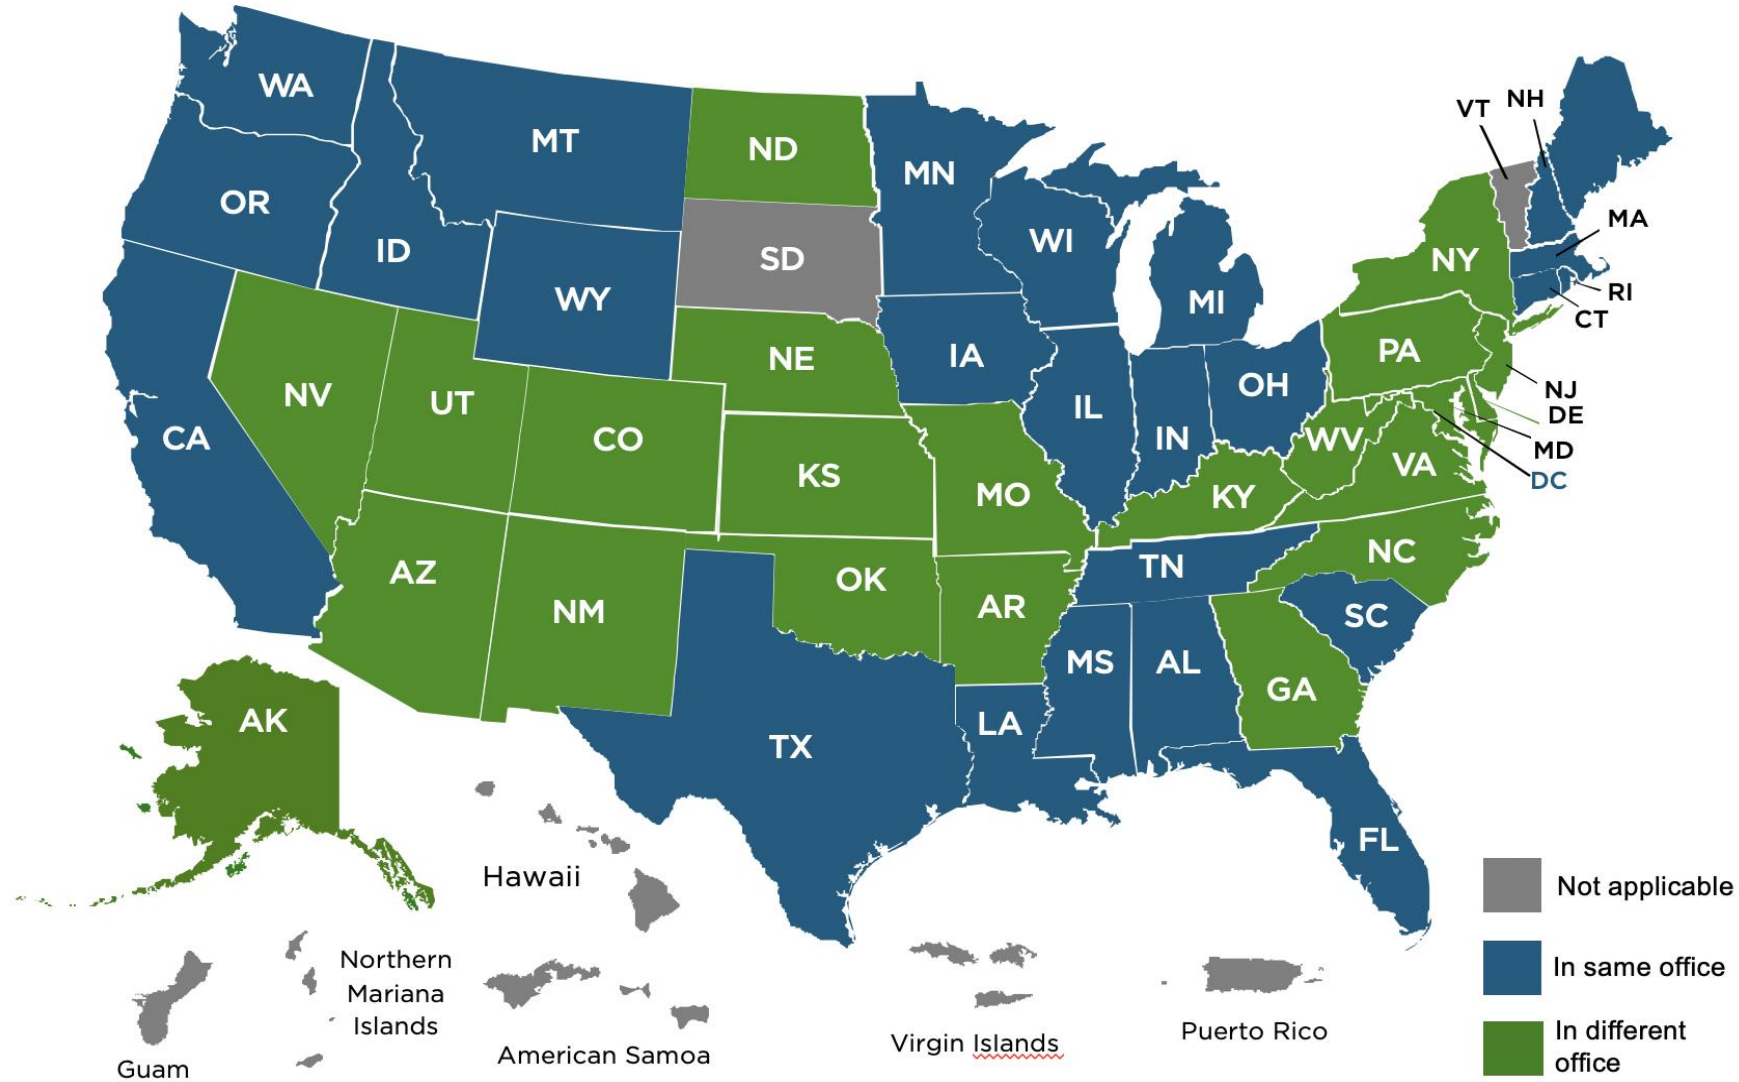 WA
MT
ND
MN
VT
NH
OR
ID
SD
WI
NY
MA
WY
MI
RI
CT
NE
IA
PA
NV
UT
IL
OH
NJ
DE
CA
CO
IN
WV
MD
KS
VA
DC
MO
KY
AZ
OK
TN
NC
NM
AR
SC
MS
AL
GA
AK
LA
TX
FL
Hawaii
Not applicable
In same office
In different
office
Northern
Mariana
Islands
Guam
American Samoa
Virgin Islands
Puerto Rico